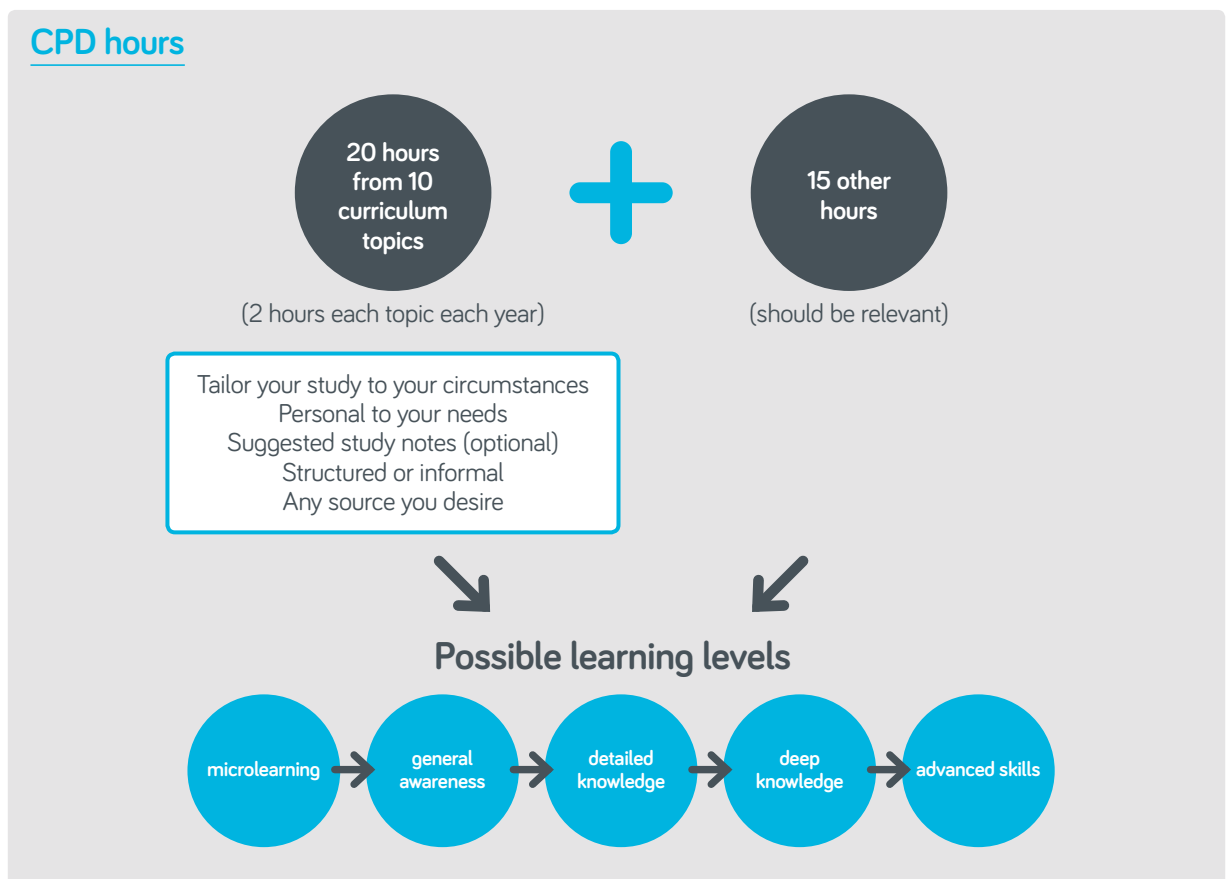 CPD hours
20 hours
from 10
curriculum
topics
15 other
hours
(2 hours each topic each year)
(should be relevant)
Tailor your study to your circumstances
Personal to your needs
Suggested study notes (optional)
Structured or informal
Any source you desire
Possible learning levels
microlearning
general
awareness
detailed
knowledge
deep
knowledge
advanced skills